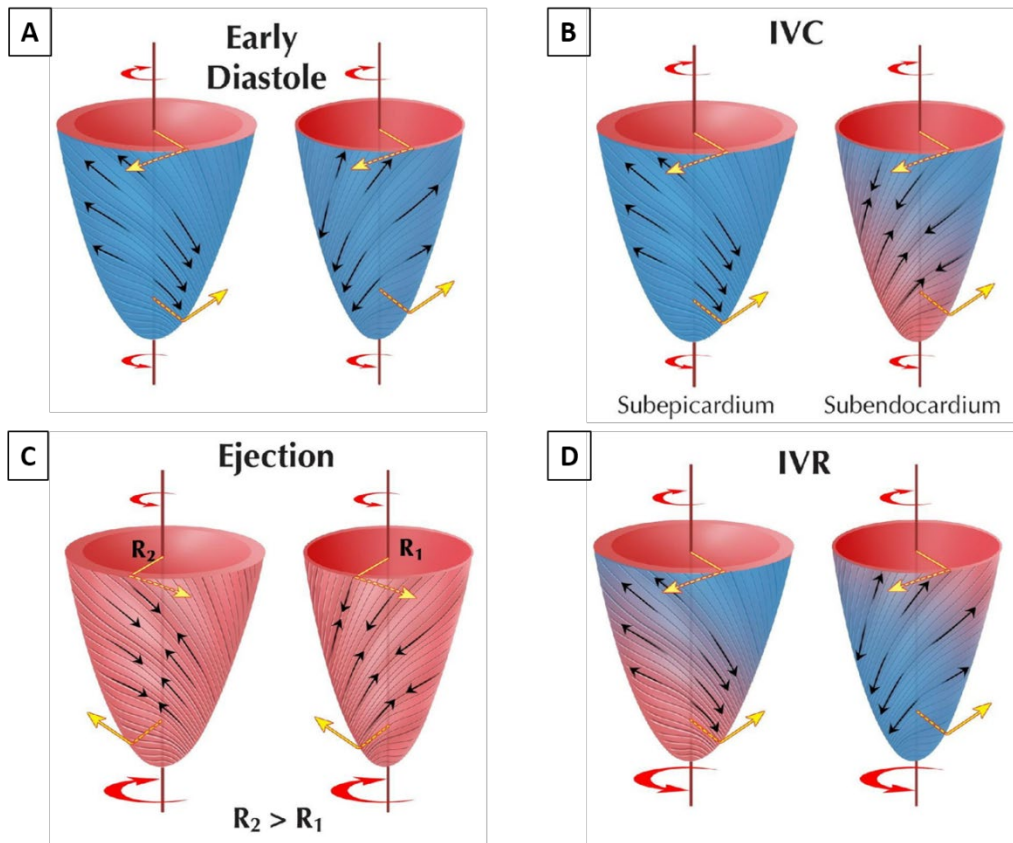 A
Early
Diastole
B
IVC
Subepicardium
Subendocardium
C
Ejection
R₂
R₁
R₂ > R₁
D
IVR